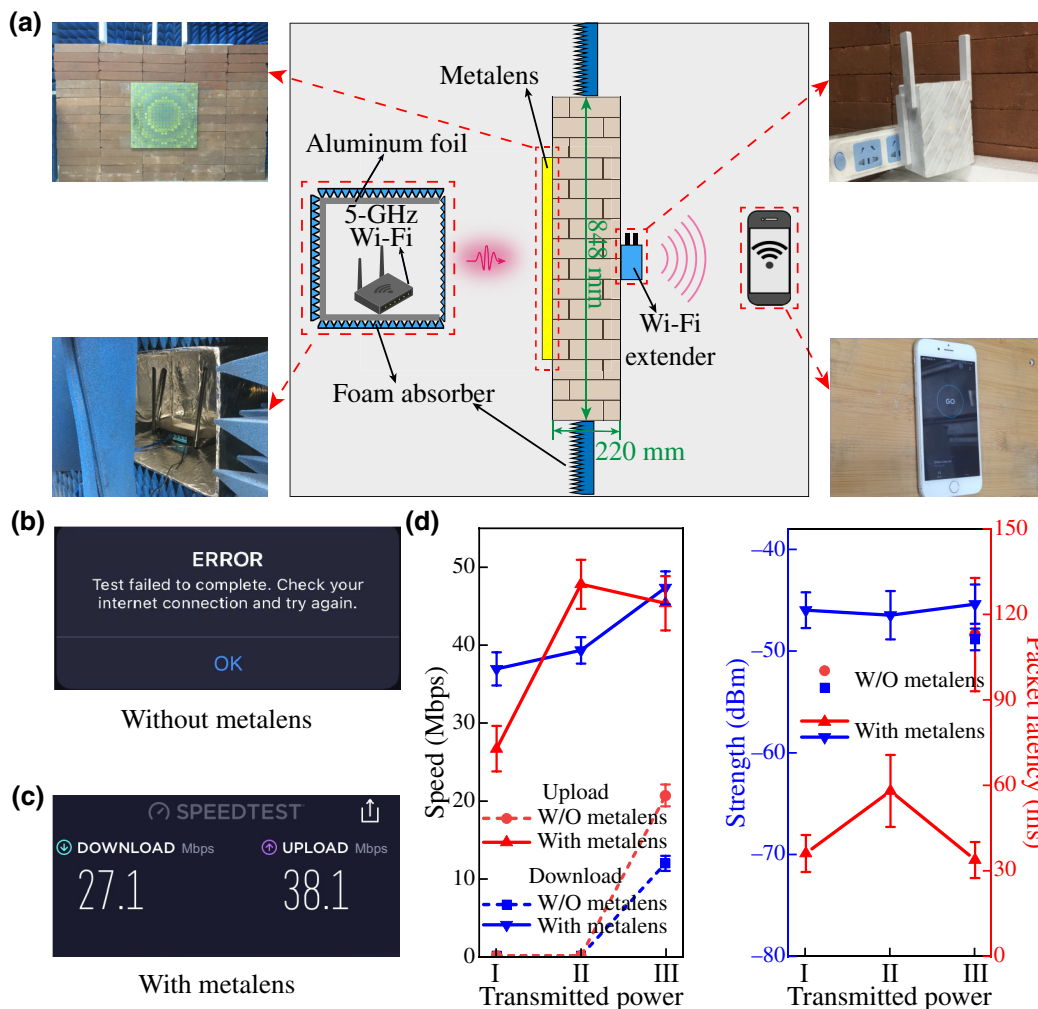 (a)
Metalens
Aluminum foil
5-GHz
Wi-Fi
848 mm
Wi-Fi
extender
Foam absorber
220 mm
GO
(b)
ERROR
Test failed to complete. Check your
internet connection and try again.
OK
Without metalens
(c)
SPEEDTEST
DOWNLOAD Mbps
UPLOAD Mbps
27.1
38.1
With metalens
(d)
Speed (Mbps)
50
40
30
20
10
0
Upload
W/O metalens
With metalens
Download
W/O metalens
With metalens
I II III
Transmitted power
Strength (dBm)
−40
−50
−60
−70
−80
W/O metalens
With metalens
150
120
90
60
30
0
Packet latency (ms)
I II III
Transmitted power